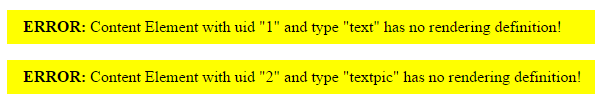 ERROR: Content Element with uid "1" and type "text" has no rendering definition!
ERROR: Content Element with uid "2" and type "textpic" has no rendering definition!